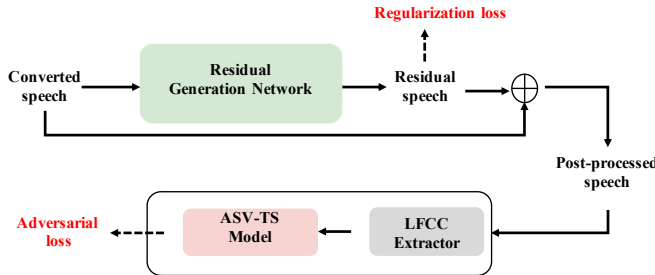 Regularization loss
Converted
speech
Residual
Generation Network
Residual
speech
Post-processed
speech
Adversarial
loss
ASV-TS
Model
LFCC
Extractor